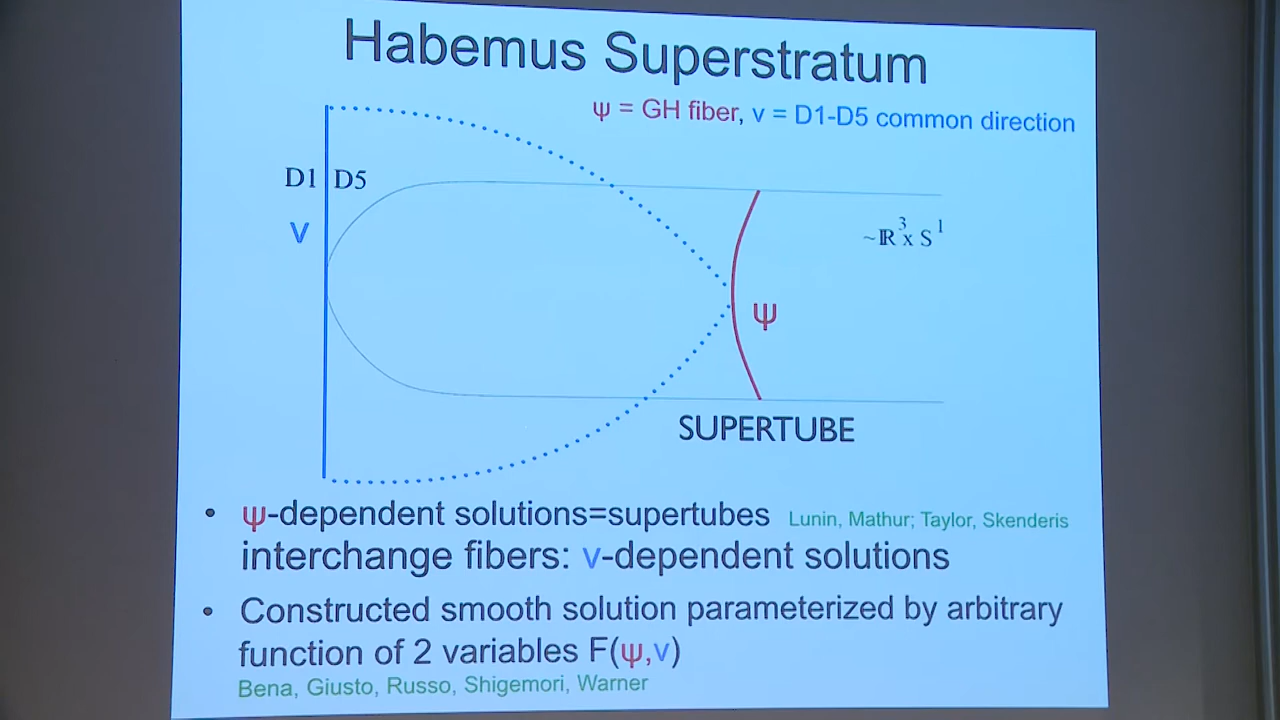 Habemus Superstratum
ψ = GH fiber, v = D1-D5 common direction
D1 D5
v
~ℝ³x S¹
ψ
SUPERTUBE
• ψ-dependent solutions=supertubes Lunin, Mathur; Taylor, Skenderis
interchange fibers: v-dependent solutions
• Constructed smooth solution parameterized by arbitrary
function of 2 variables F(ψ,v)
Bena, Giusto, Russo, Shigemori, Warner